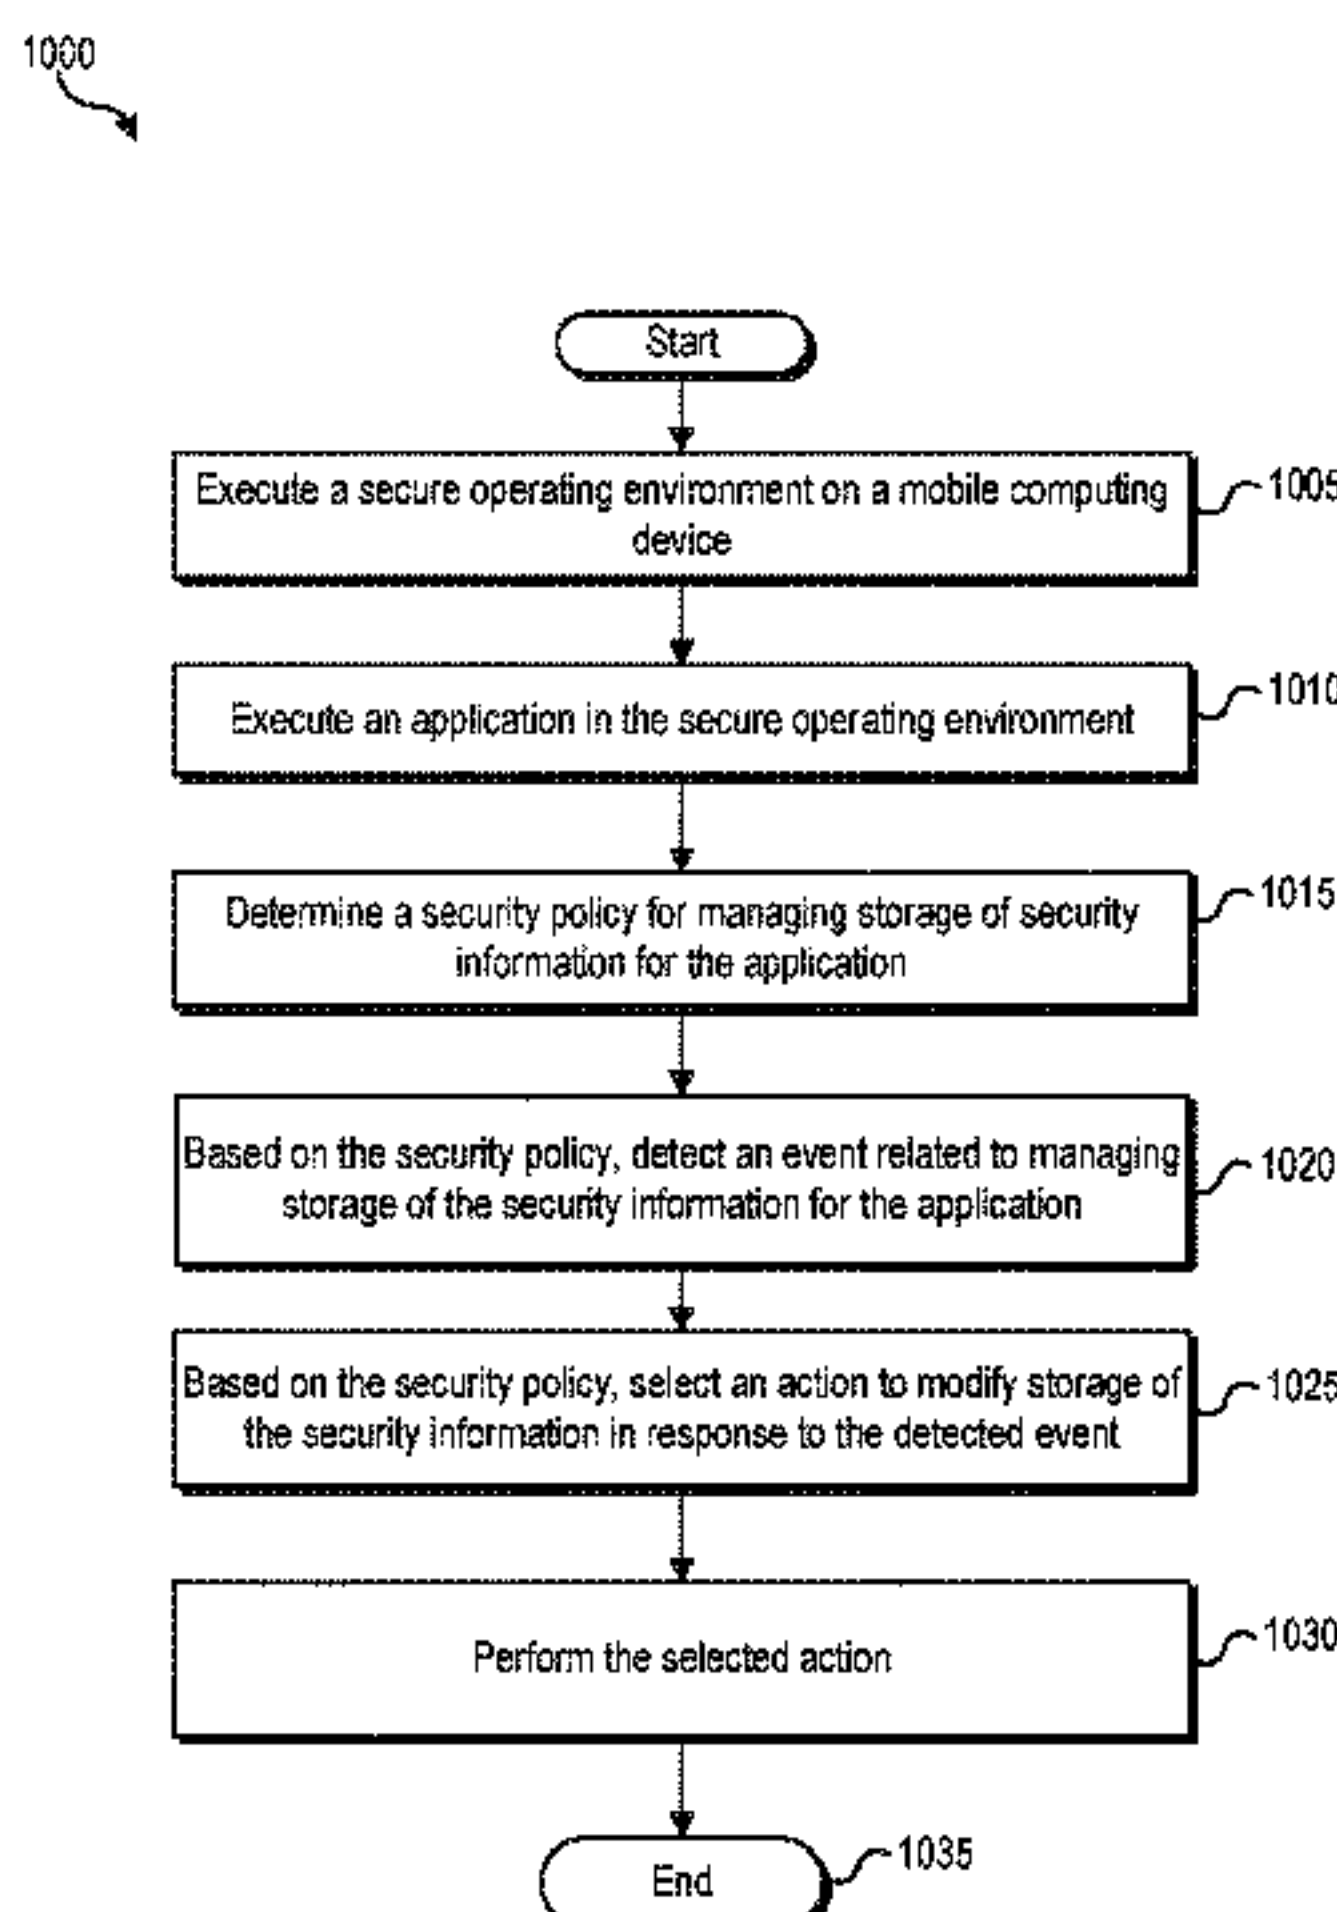 1000
Start
Execute a secure operating environment on a mobile computing
device
1005
Execute an application in the secure operating environment
1010
Determine a security policy for managing storage of security
information for the application
1015
Based on the security policy, detect an event related to managing
storage of the security information for the application
1020
Based on the security policy, select an action to modify storage of
the security information in response to the detected event
1025
Perform the selected action
1030
End
1035